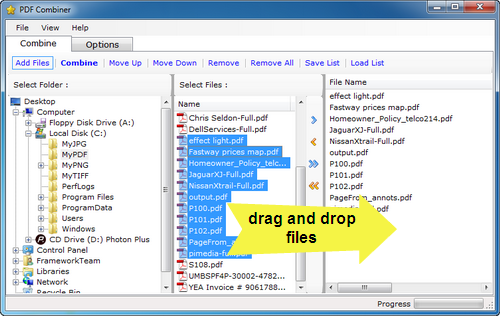 PDF Combiner
File View Help
Combine Options
Add Files Combine Move Up Move Down Remove Remove All Save List Load List
Select Folder :
Desktop
Computer
Floppy Disk Drive (A:)
Local Disk (C:)
MyJPG
MyPDF
MyPNG
MyTIFF
PerfLogs
Program Files
ProgramData
Users
Windows
CD Drive (D:) Photon Plus
Control Panel
FrameworkTeam
Libraries
Network
Recycle Bin
Select Files :
Name
Chris Seldon-Full.pdf
DellServices-Full.pdf
effect light.pdf
Fastway prices map.pdf
Homeowner_Policy_telc...
JaguarXJ-Full.pdf
NissanXtrail-Full.pdf
output.pdf
P100.pdf
P101.pdf
P102.pdf
PageFrom_a
pimedia-full.pdf
S108.pdf
UMBSPF4P-30002-4782...
YEA Invoice # 9061788...
drag and drop
files
File Name
effect light.pdf
Fastway prices map.pdf
Homeowner_Policy_telco214.pdf
JaguarXJ-Full.pdf
NissanXtrail-Full.pdf
output.pdf
P101.pdf
P100.pdf
P102.pdf
PageFrom_annots.pdf
Progress